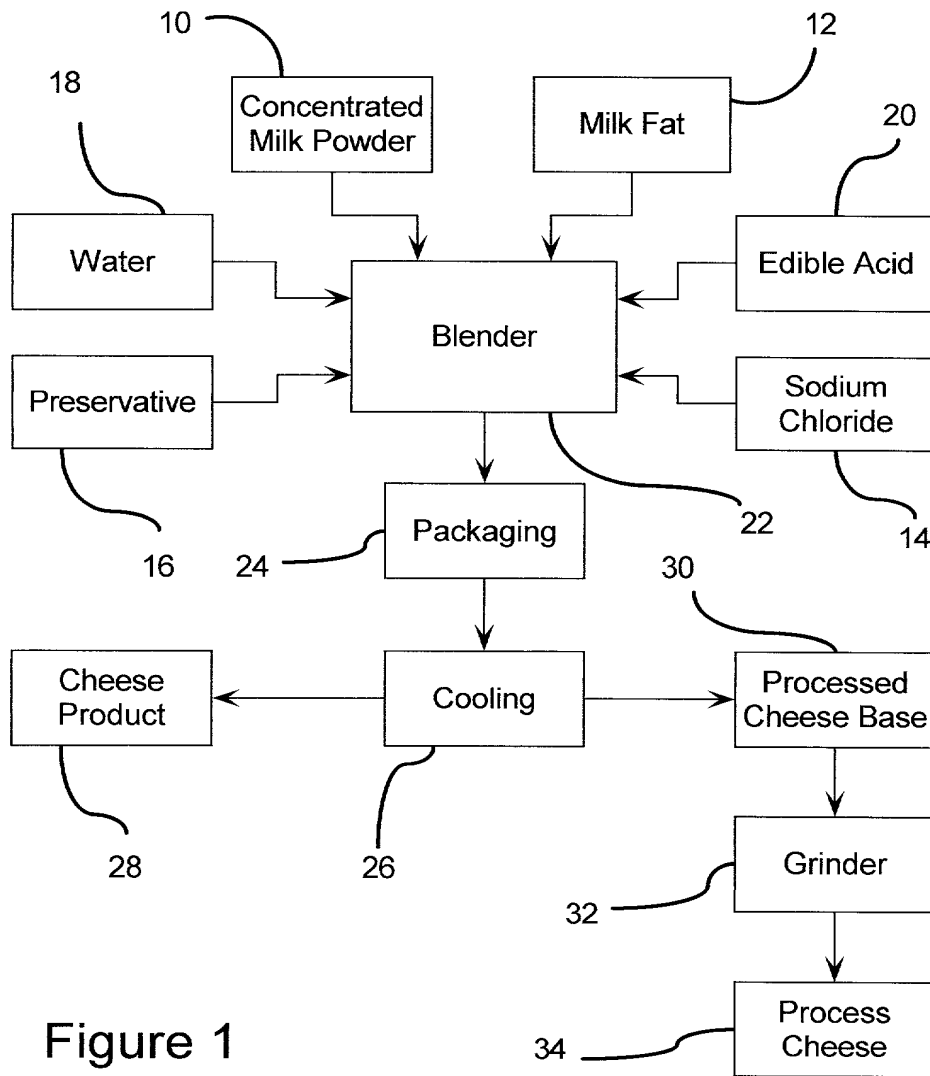 10
12
18
Concentrated
Milk Powder
Milk Fat
20
Water
Edible Acid
Blender
Preservative
Sodium
Chloride
16
24
Packaging
22
14
30
Cheese
Product
Cooling
Processed
Cheese Base
28
26
Grinder
32
Process
Cheese
34
Figure 1